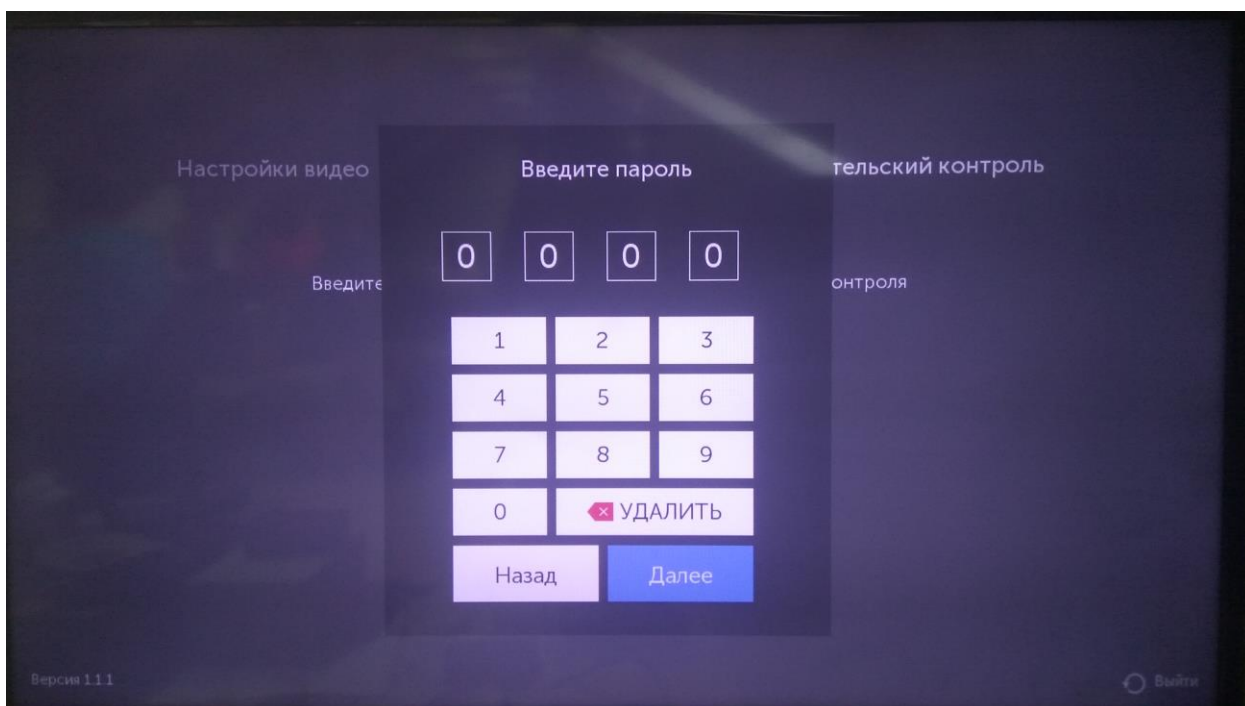 Настройки видео
Введите пароль
тельский контроль
0 0 0 0
Введите
онтроля
1 2 3
4 5 6
7 8 9
0 УДАЛИТЬ
Назад Далее
Версия 1.1.1
Выйти